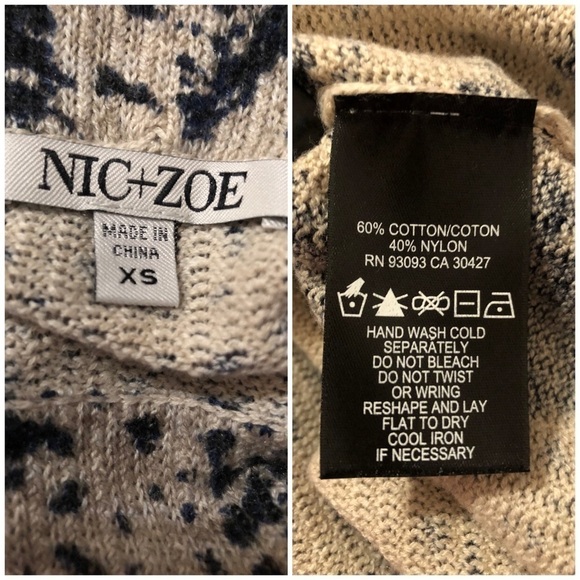 NIC+ZOE
MADE IN
CHINA
XS
60% COTTON/COTON
40% NYLON
RN 93093 CA 30427
HAND WASH COLD
SEPARATELY
DO NOT BLEACH
DO NOT TWIST
OR WRING
RESHAPE AND LAY
FLAT TO DRY
COOL IRON
IF NECESSARY